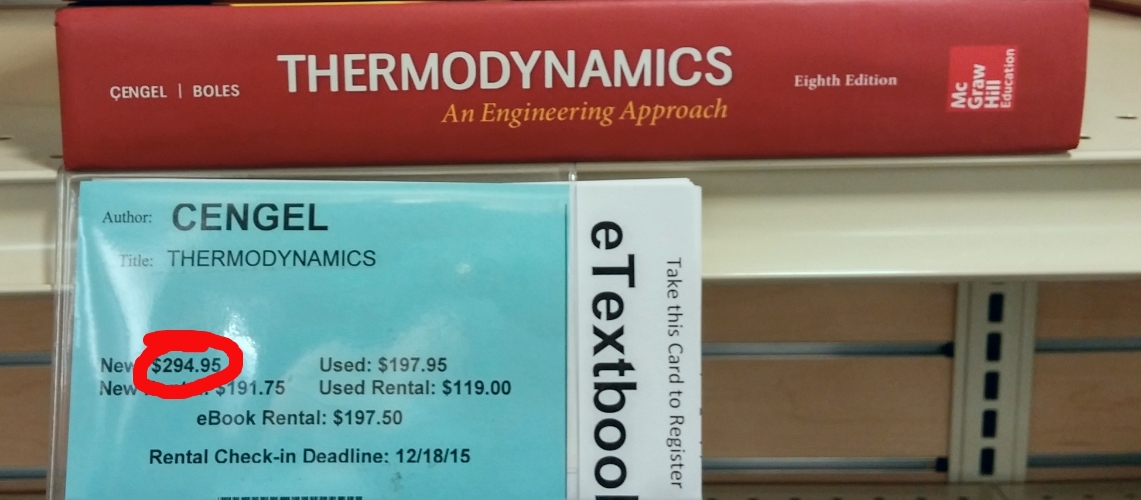 ÇENGEL | BOLES
THERMODYNAMICS
An Engineering Approach
Eighth Edition
Mc
Graw
Hill
Education
Author: CENGEL
Title: THERMODYNAMICS
New $294.95 Used: $197.95
New $191.75 Used Rental: $119.00
eBook Rental: $197.50
Rental Check-in Deadline: 12/18/15
Take this Card to Register